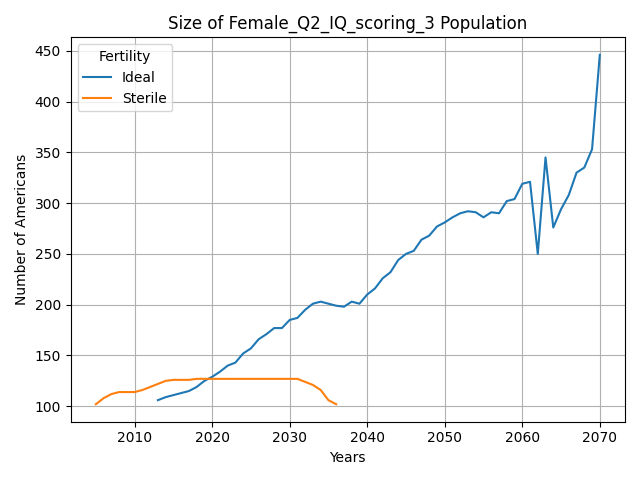 Size of Female_Q2_IQ_scoring_3 Population
Fertility
Ideal
Sterile
Number of Americans
450
400
350
300
250
200
150
100
2010 2020 2030 2040 2050 2060 2070
Years